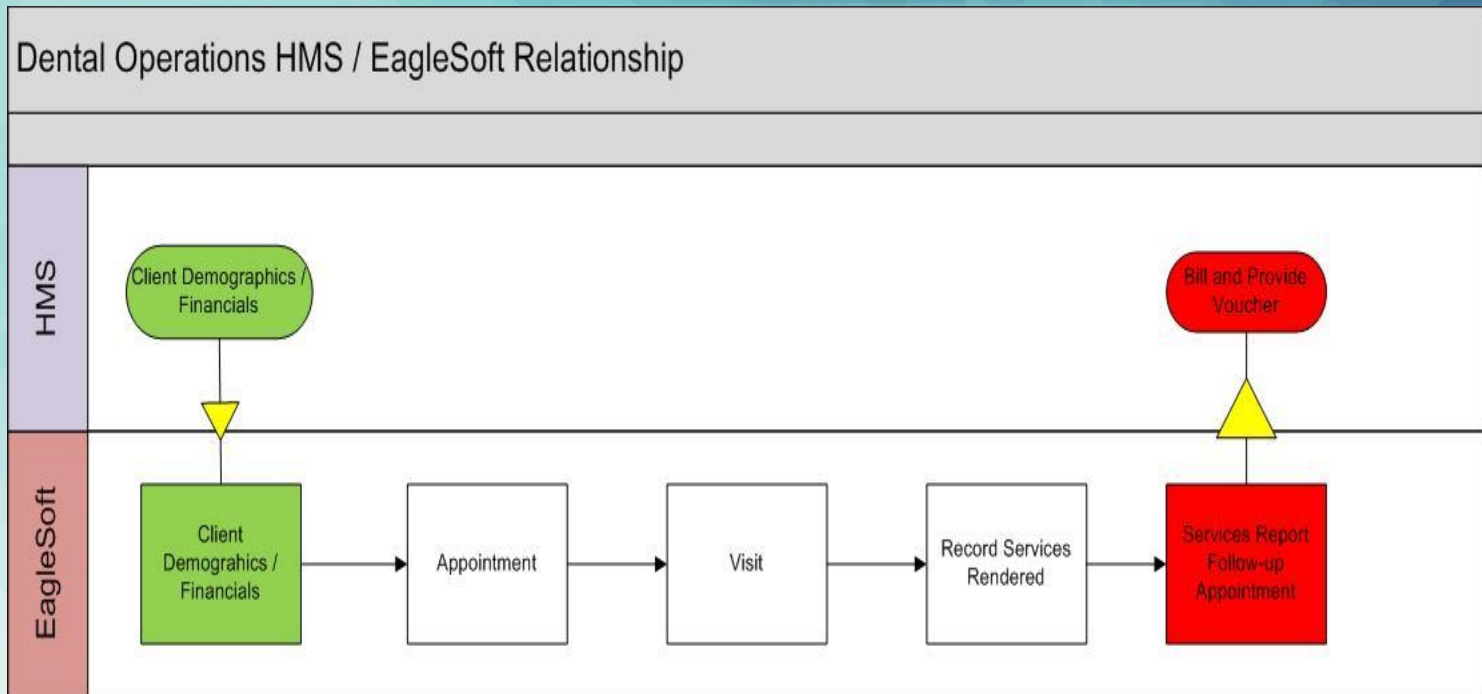 Dental Operations HMS / EagleSoft Relationship
HMS
Client Demographics /
Financials
Bill and Provide
Voucher
EagleSoft
Client
Demograhics /
Financials
Appointment
Visit
Record Services
Rendered
Services Report
Follow-up
Appointment